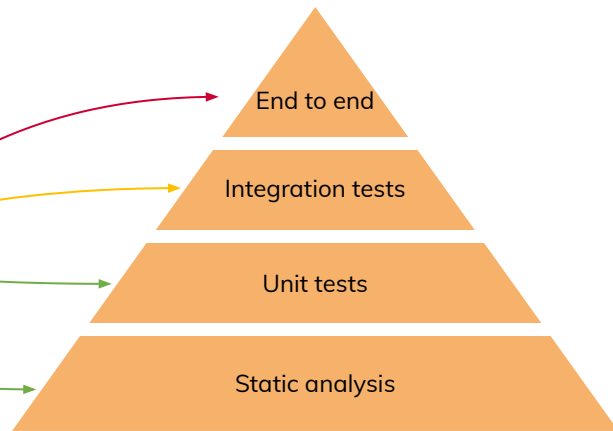 End to end
Integration tests
Unit tests
Static analysis